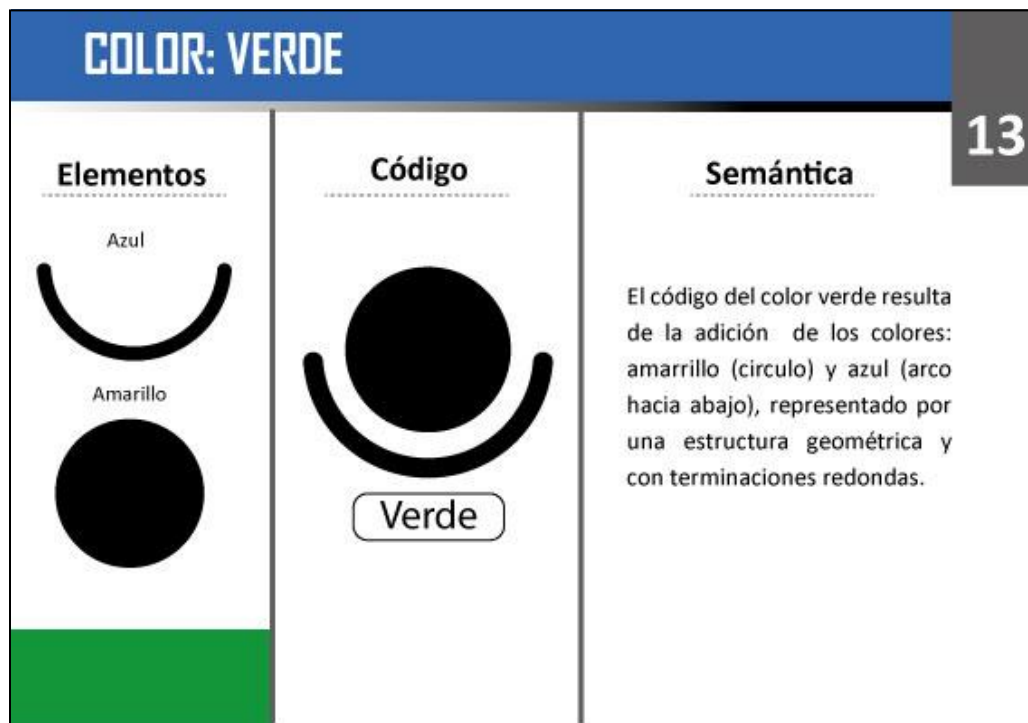 COLOR: VERDE
13
Elementos
Azul
Amarillo
Código
Verde
Semántica
El código del color verde resulta
de la adición de los colores:
amarrillo (circulo) y azul (arco
hacia abajo), representado por
una estructura geométrica y
con terminaciones redondas.